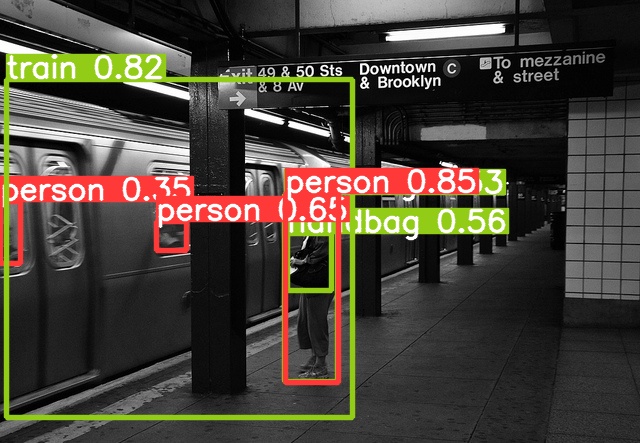 train 0.82
Exit 49 & 50 Sts
& 8 Av
Downtown
& Brooklyn C
To mezzanine
& street
person 0.35
person 0.65
person 0.85
handbag 0.56